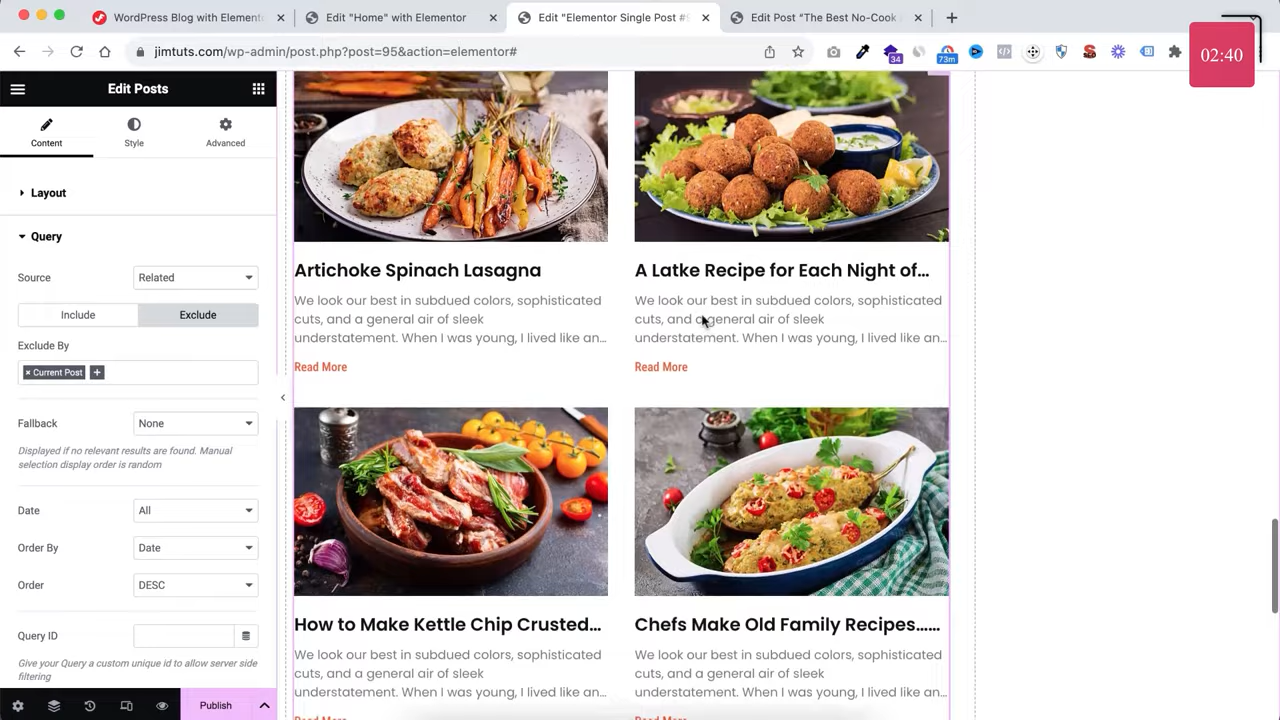 WordPress Blog with Element
Edit "Home" with Elementor
Edit "Elementor Single Post #9
Edit Post "The Best No-Cook
jimtuts.com/wp-admin/post.php?post=95&action=elementor#
34
73m
02:40
Edit Posts
Content
Style
Advanced
Layout
Query
Source
Related
Include
Exclude
Exclude By
× Current Post
+
Fallback
None
Displayed if no relevant results are found. Manual
selection display order is random
Date
All
Order By
Date
Order
DESC
Query ID
Give your Query a custom unique id to allow server side
filtering
Publish
Artichoke Spinach Lasagna
We look our best in subdued colors, sophisticated
cuts, and a general air of sleek
understatement. When I was young, I lived like an...
Read More
A Latke Recipe for Each Night of...
We look our best in subdued colors, sophisticated
cuts, and a general air of sleek
understatement. When I was young, I lived like an...
Read More
How to Make Kettle Chip Crusted...
We look our best in subdued colors, sophisticated
cuts, and a general air of sleek
understatement. When I was young, I lived like an...
Read More
Chefs Make Old Family Recipes......
We look our best in subdued colors, sophisticated
cuts, and a general air of sleek
understatement. When I was young, I lived like an...
Read More